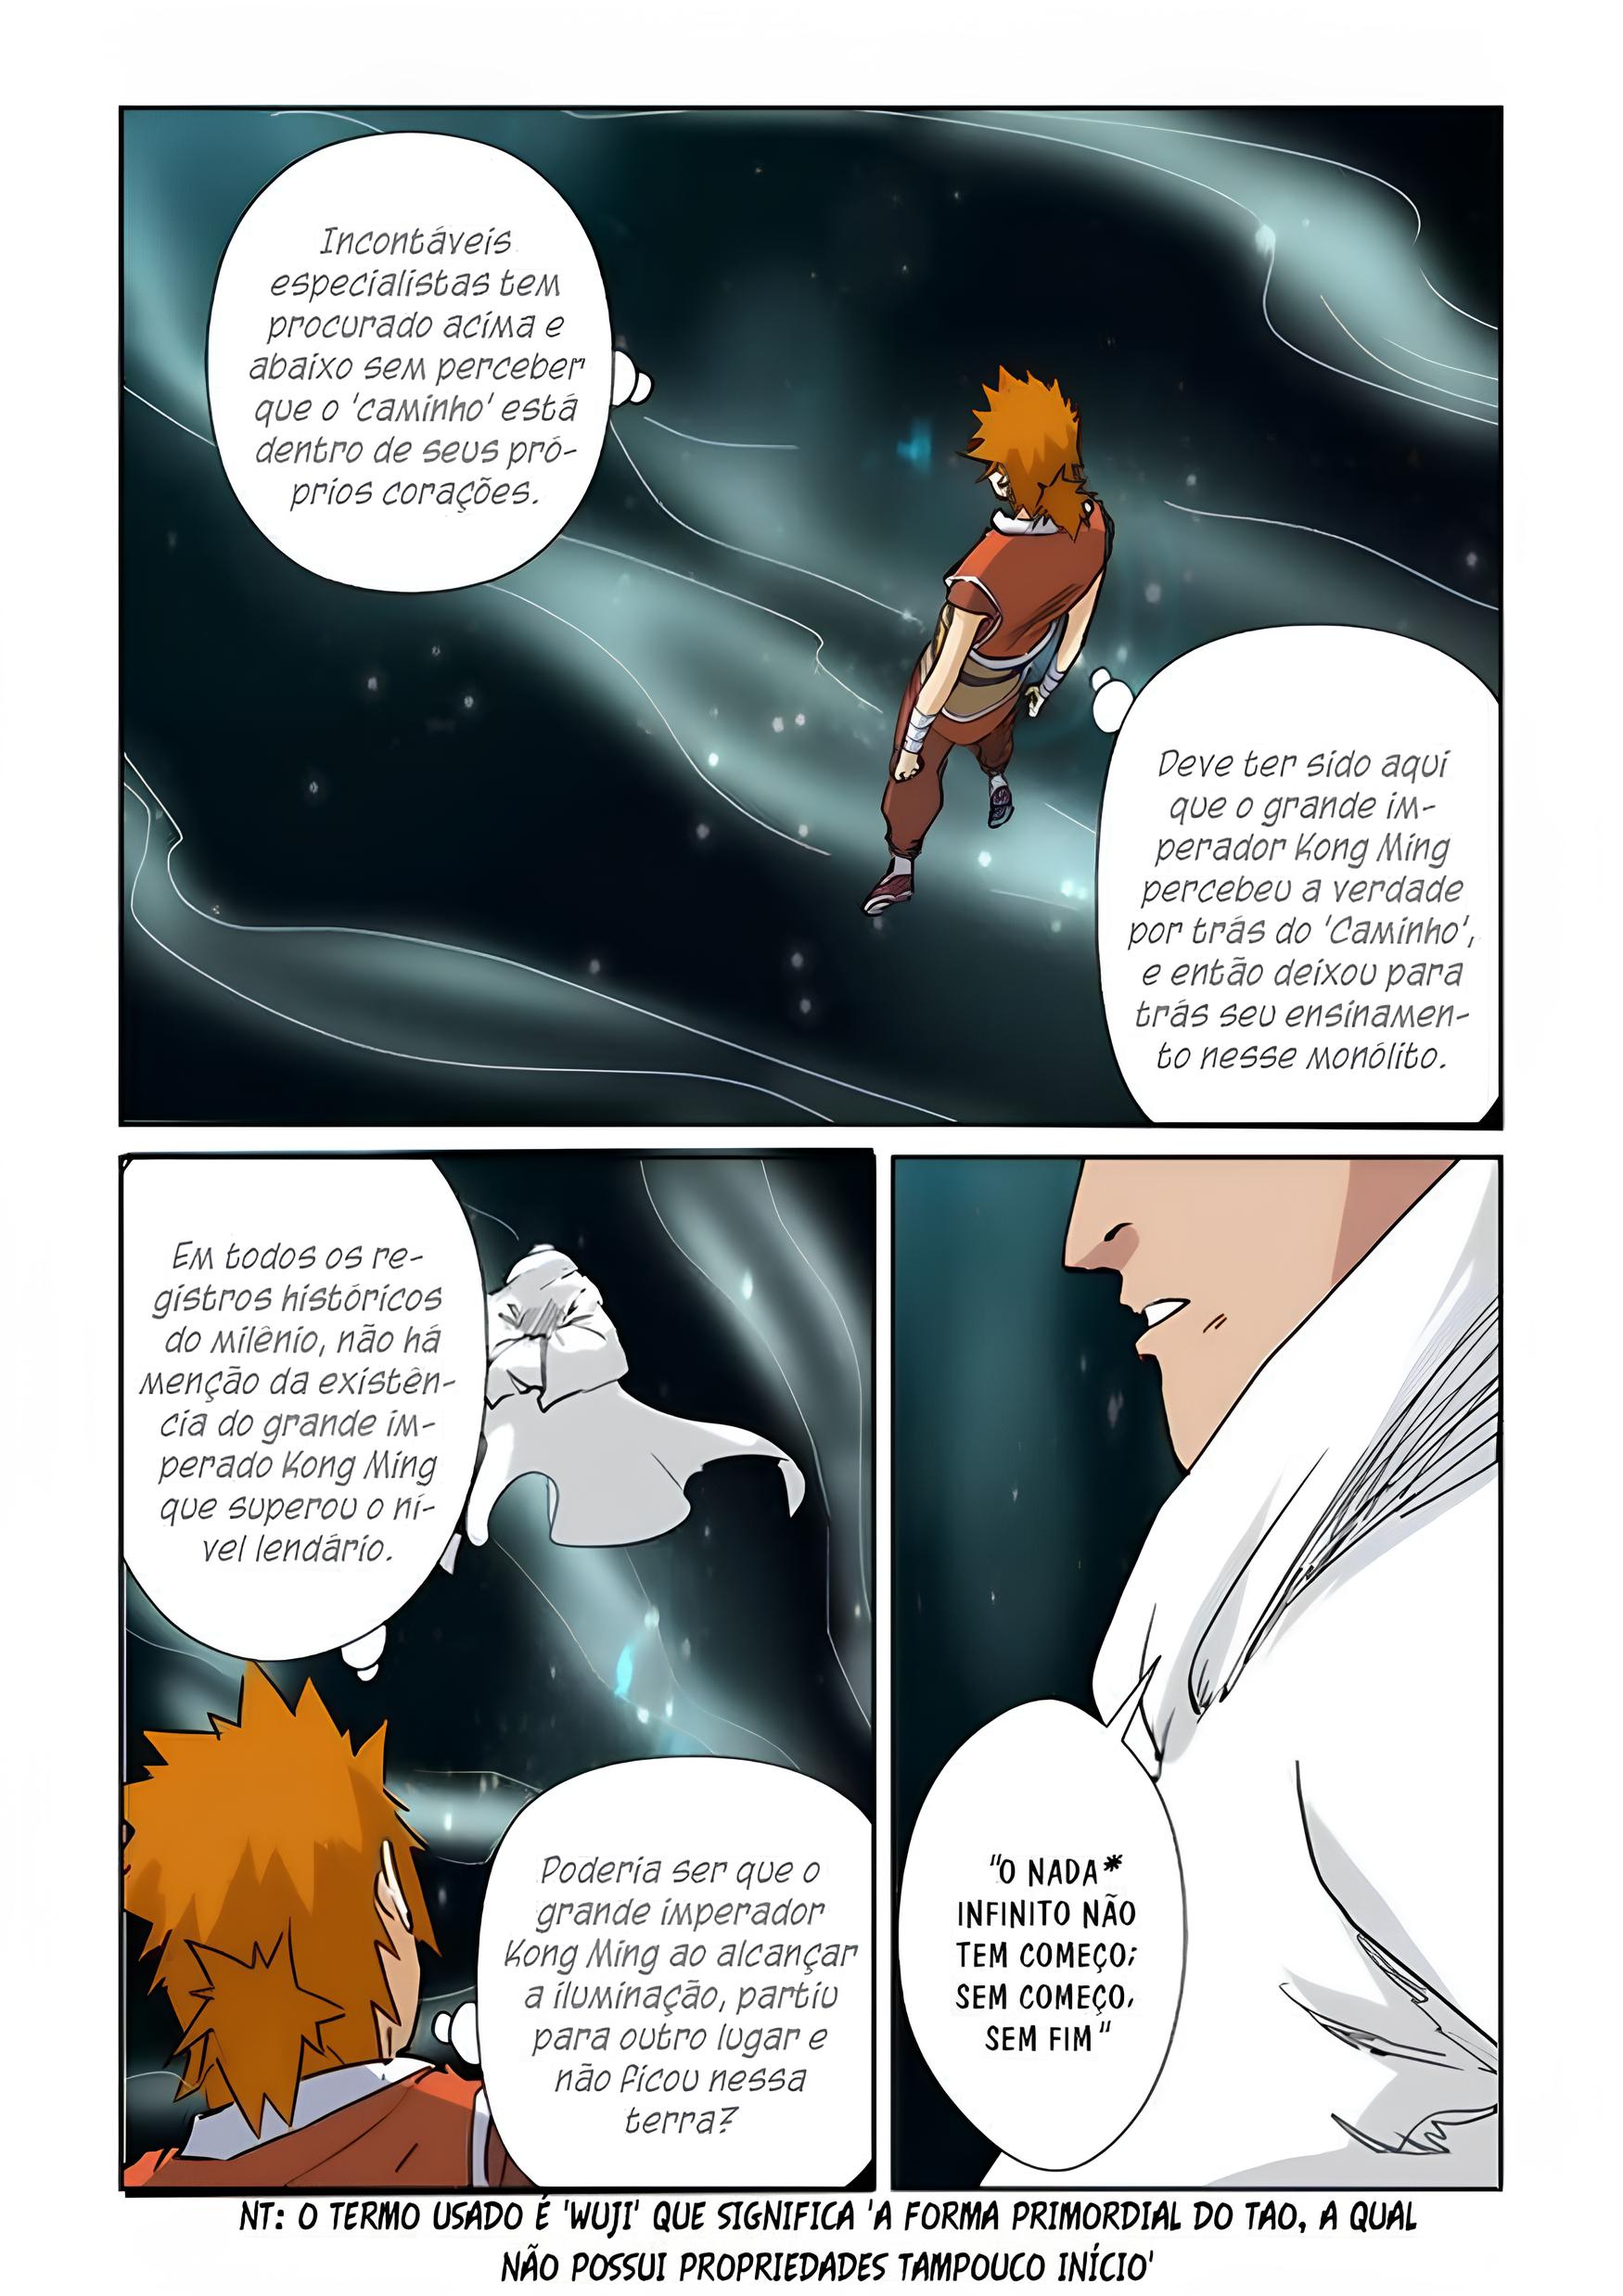 Incontáveis
especialistas tem
procurado acima e
abaixo sem perceber
que o 'caminho' está
dentro de seus pró-
prios corações.
Deve ter sido aqui
que o grande im-
perador Kong Ming
percebeu a verdade
por trás do 'Caminho',
e então deixou para
trás seu ensinamen-
to nesse monólito.
Em todos os re-
gistros históricos
do milênio, não há
menção da existên-
cia do grande im-
perado Kong Ming
que superou o ní-
vel lendário.
Poderia ser que o
grande imperador
Kong Ming ao alcançar
a iluminação, partiu
para outro lugar e
não ficou nessa
terra?
"O NADA*
INFINITO NÃO
TEM COMEÇO;
SEM COMEÇO,
SEM FIM"
NT: O TERMO USADO É 'WUJI' QUE SIGNIFICA 'A FORMA PRIMORDIAL DO TAO, A QUAL
NÃO POSSUI PROPRIEDADES TAMPOUCO INÍCIO'